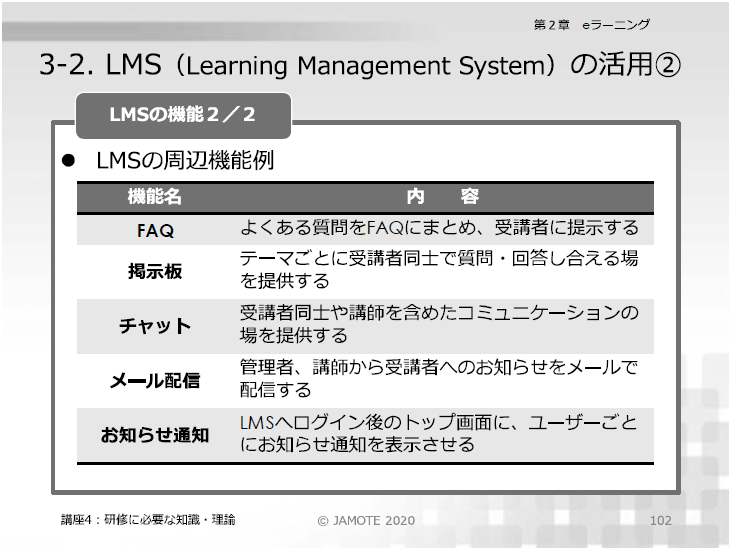 第２章　eラーニング
3-2. LMS（Learning Management System）の活用②
LMSの機能２／２
● LMSの周辺機能例
機能名　内　容
FAQ　よくある質問をFAQにまとめ、受講者に提示する
掲示板　テーマごとに受講者同士で質問・回答し合える場
を提供する
チャット　受講者同士や講師を含めたコミュニケーションの
場を提供する
メール配信　管理者、講師から受講者へのお知らせをメールで
配信する
お知らせ通知　LMSへログイン後のトップ画面に、ユーザーごと
にお知らせ通知を表示させる
講座4：研修に必要な知識・理論　© JAMOTE 2020　102